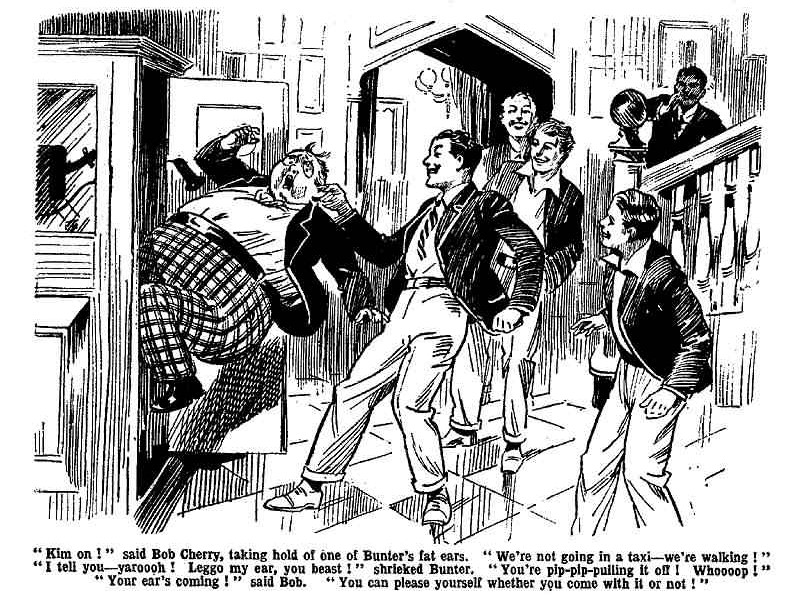 "Kim on!" said Bob Cherry, taking hold of one of Bunter's fat ears. "We're not going in a taxi—we're walking!"
"I tell you—yaroooh! Leggo my ear, you beast!" shrieked Bunter. "You're pip-pip-pulling it off! Whoooop!"
"Your ear's coming!" said Bob. "You can please yourself whether you come with it or not!"